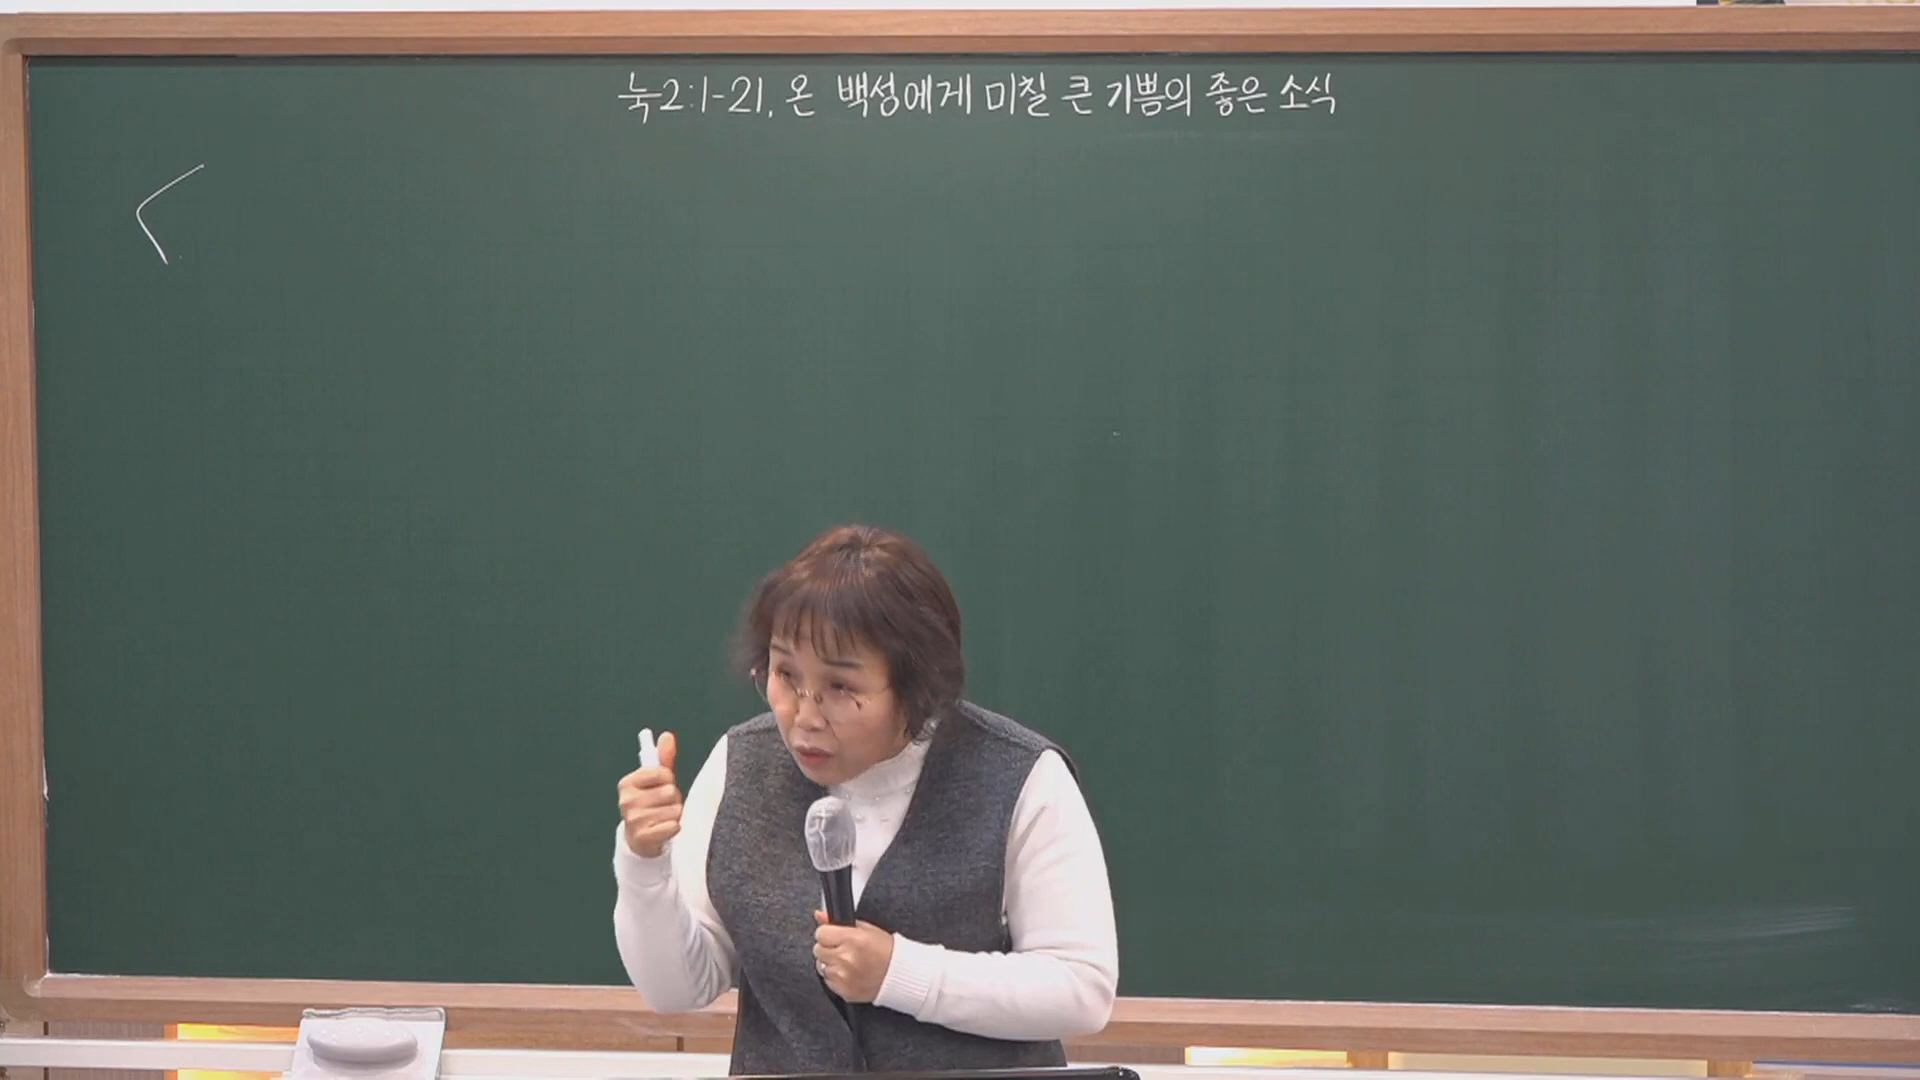 눅2:1-21, 온 백성에게 미칠 큰 기쁨의 좋은 소식